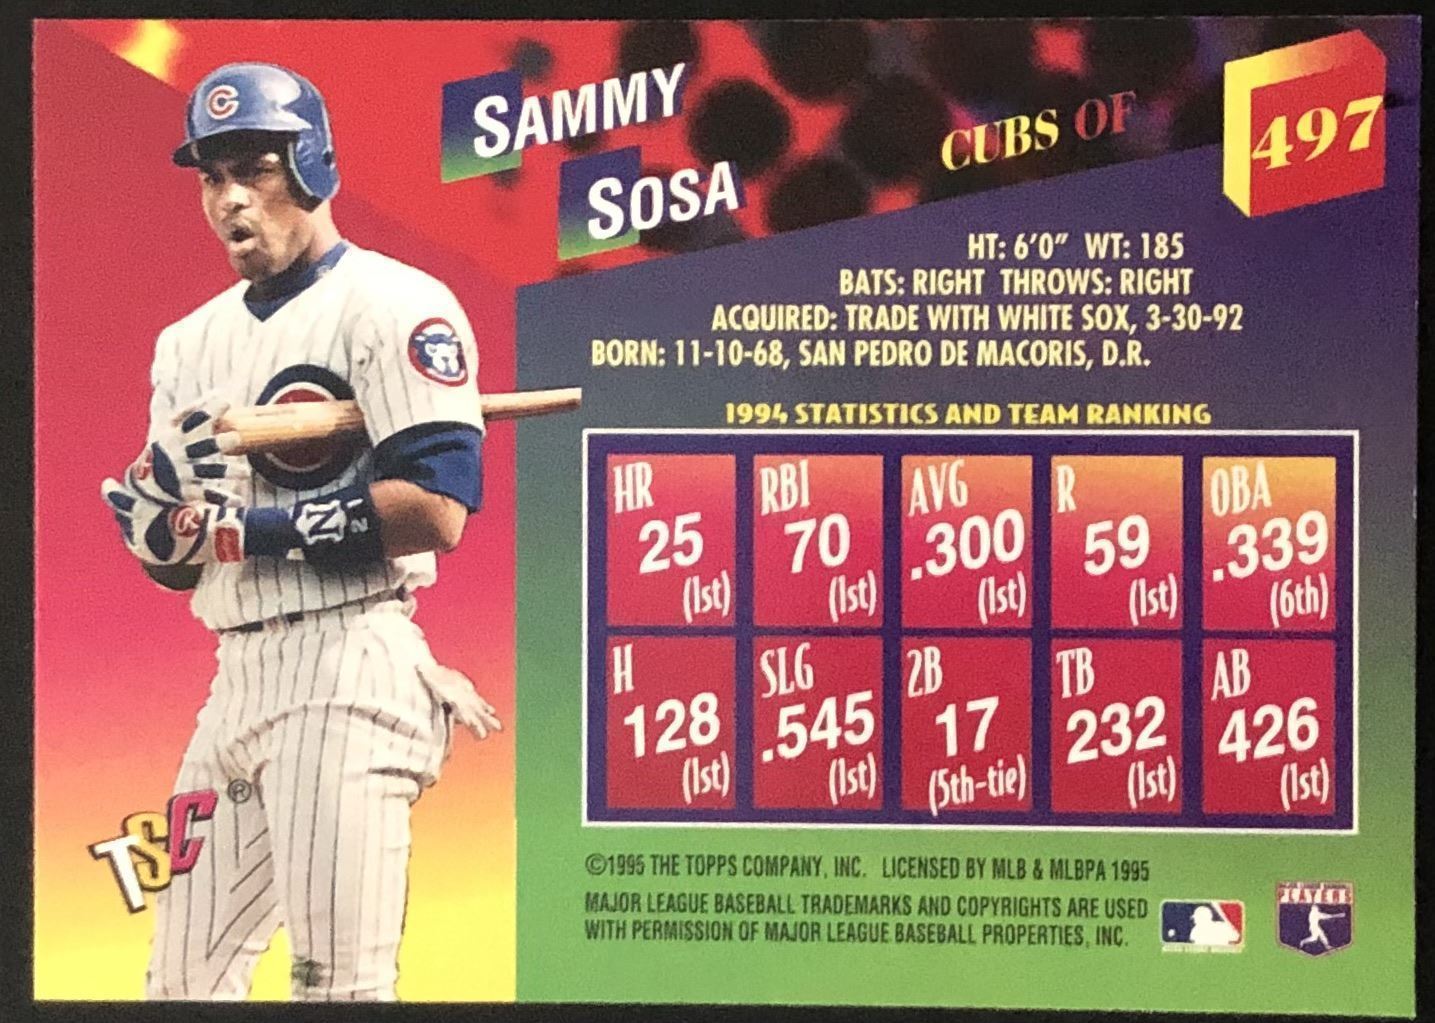 SAMMY
SOSA
CUBS OF
497
HT: 6'0" WT: 185
BATS: RIGHT THROWS: RIGHT
ACQUIRED: TRADE WITH WHITE SOX, 3-30-92
BORN: 11-10-68, SAN PEDRO DE MACORIS, D.R.
1994 STATISTICS AND TEAM RANKING
HR
25
(1st)
RBI
70
(1st)
AVG
.300
(1st)
R
59
(1st)
OBA
.339
(6th)
H
128
(1st)
SLG
.545
(1st)
2B
17
(5th-tie)
TB
232
(1st)
AB
426
(1st)
C
21
TSC®
©1995 THE TOPPS COMPANY, INC. LICENSED BY MLB & MLBPA 1995
MAJOR LEAGUE BASEBALL TRADEMARKS AND COPYRIGHTS ARE USED
WITH PERMISSION OF MAJOR LEAGUE BASEBALL PROPERTIES, INC.
PLAYERS